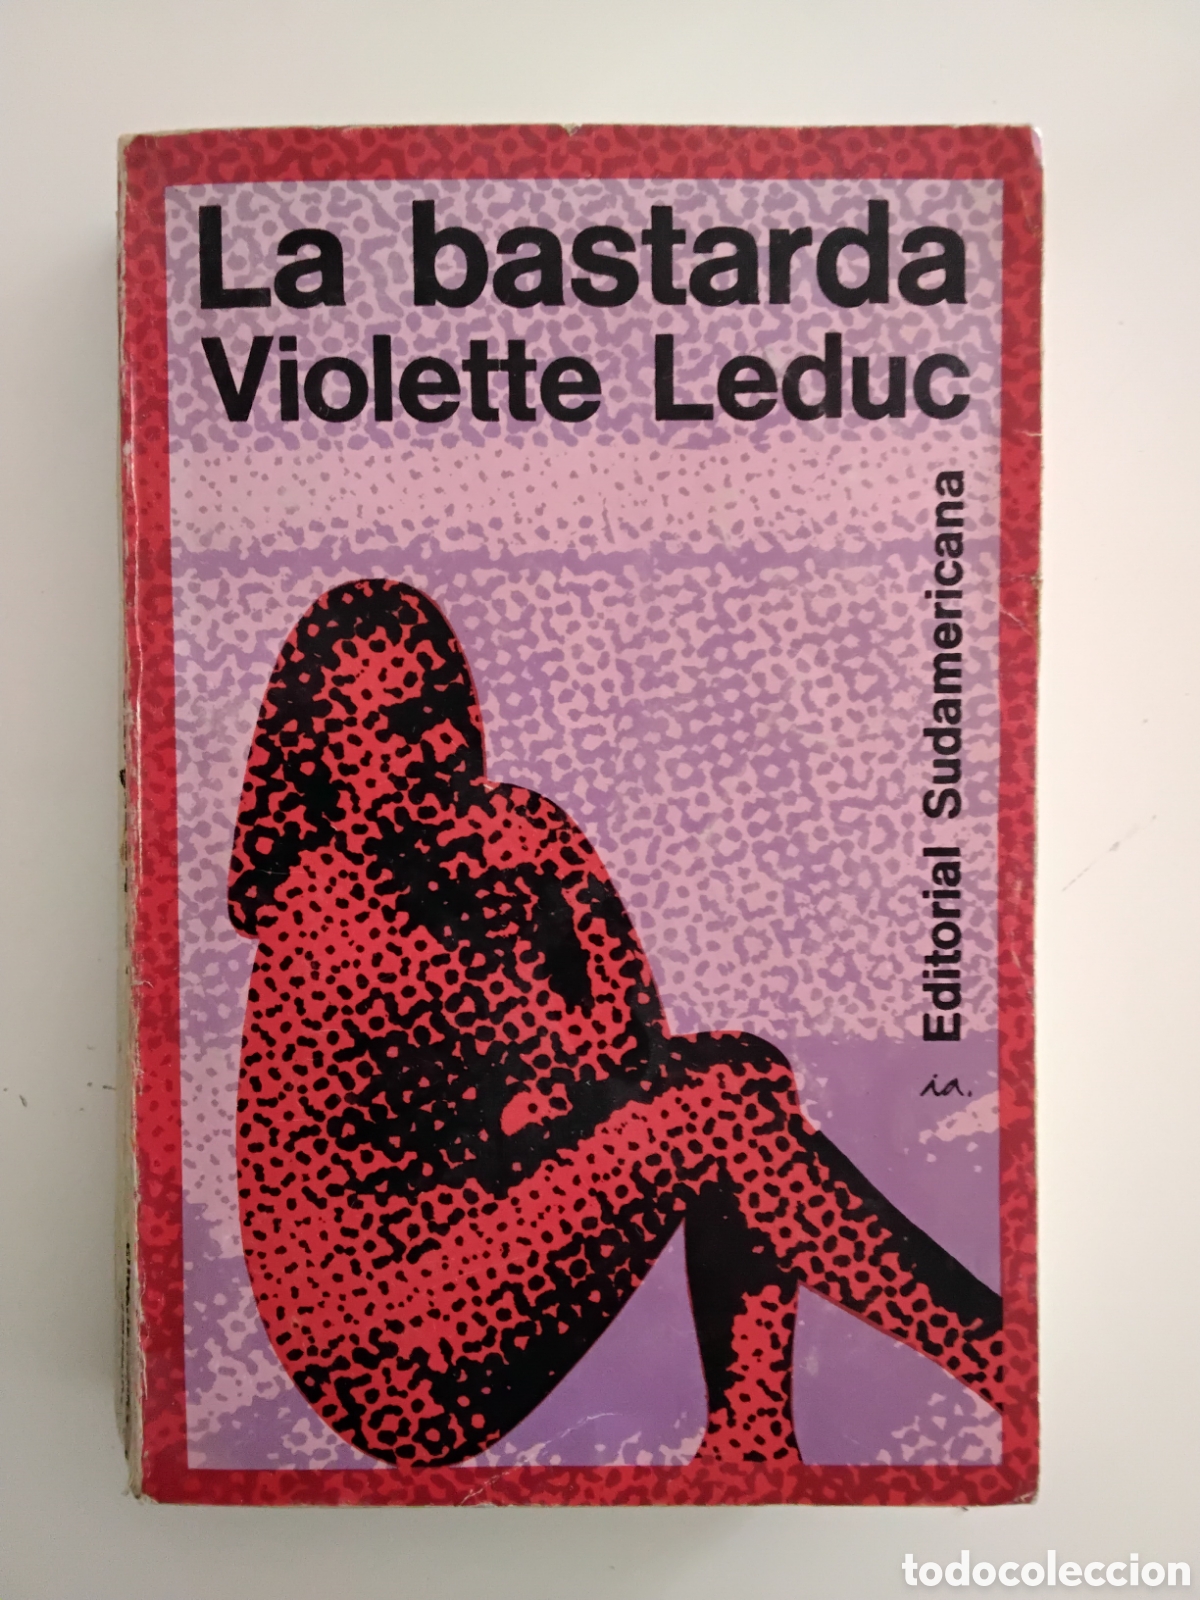 La bastarda
Violette Leduc
Editorial Sudamericana
ia.
todocoleccion